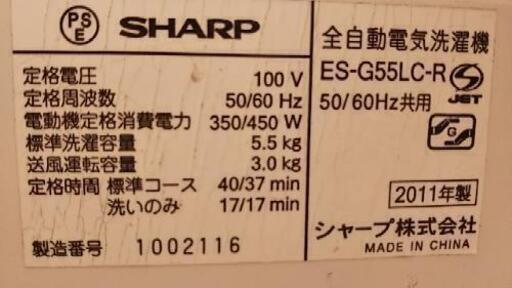 PS
E
SHARP
定格電圧 100 V
定格周波数 50/60 Hz
電動機定格消費電力 350/450 W
標準洗濯容量 5.5 kg
送風運転容量 3.0 kg
定格時間 標準コース 40/37 min
洗いのみ 17/17 min
製造番号 1002116
全自動電気洗濯機
ES-G55LC-R
S
JET
50/60Hz共用
G
2011年製
シャープ株式会社
MADE IN CHINA